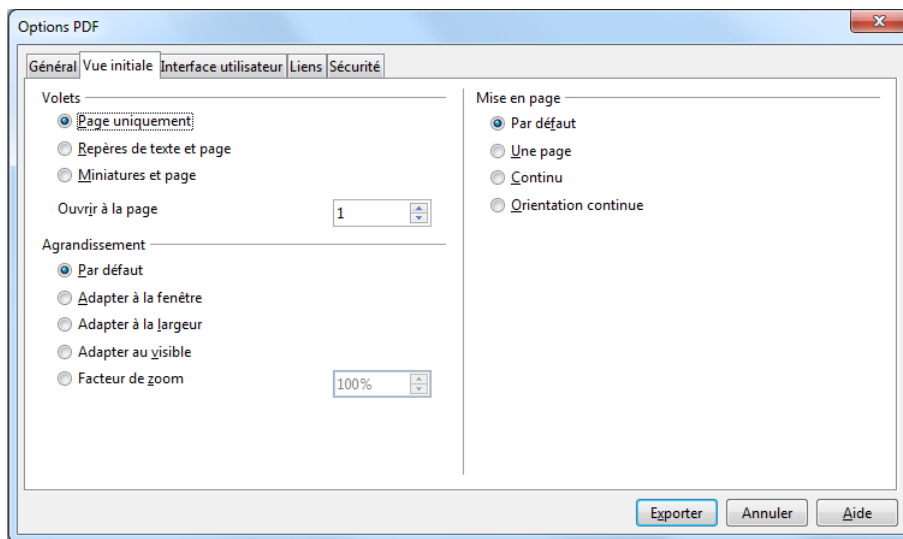 Options PDF
Général Vue initiale Interface utilisateur Liens Sécurité
Volets
Page uniquement
Repères de texte et page
Miniatures et page
Ouvrir à la page 1
Agrandissement
Par défaut
Adapter à la fenêtre
Adapter à la largeur
Adapter au visible
Facteur de zoom 100%
Mise en page
Par défaut
Une page
Continu
Orientation continue
Exporter Annuler Aide